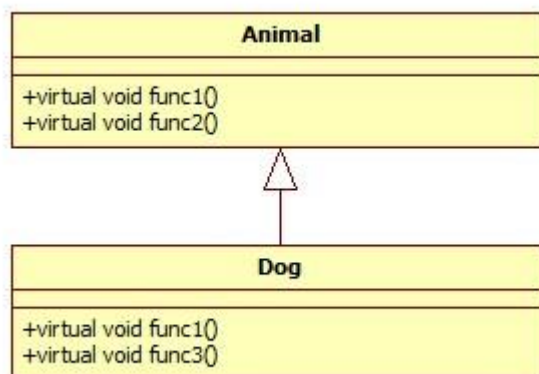 Animal
+virtual void func1()
+virtual void func2()
Dog
+virtual void func1()
+virtual void func3()